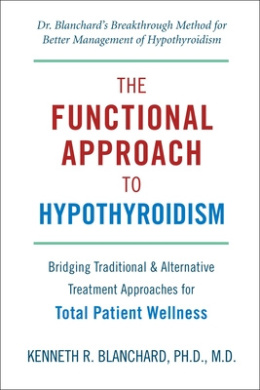 Dr. Blanchard's Breakthrough Method for
Better Management of Hypothyroidism
THE
FUNCTIONAL
APPROACH
TO
HYPOTHYROIDISM
Bridging Traditional & Alternative
Treatment Approaches for
Total Patient Wellness
KENNETH R. BLANCHARD, PH.D., M.D.